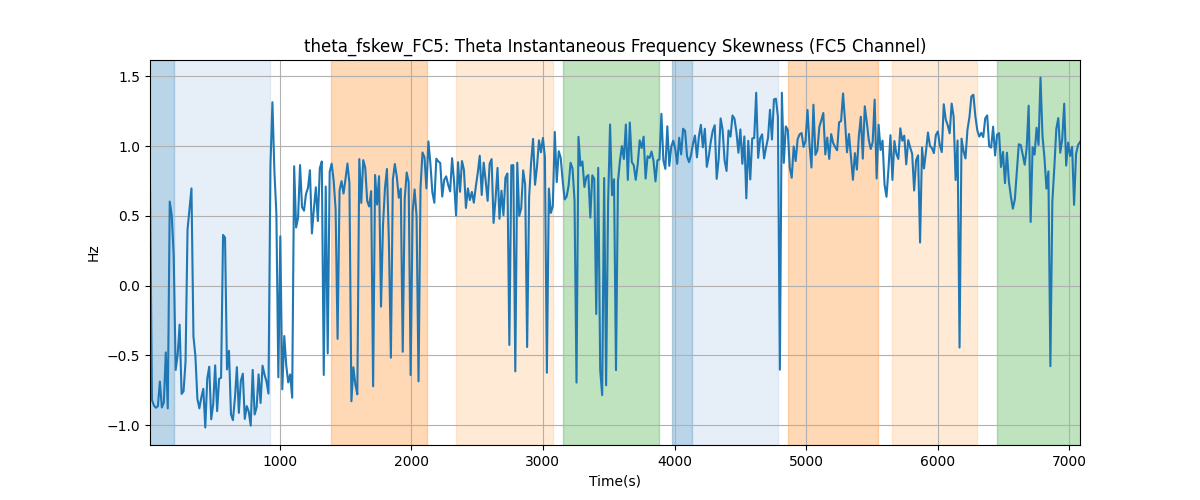 theta_fskew_FC5: Theta Instantaneous Frequency Skewness (FC5 Channel)
1.5
1.0
0.5
0.0
−0.5
−1.0
Hz
1000 2000 3000 4000 5000 6000 7000
Time(s)